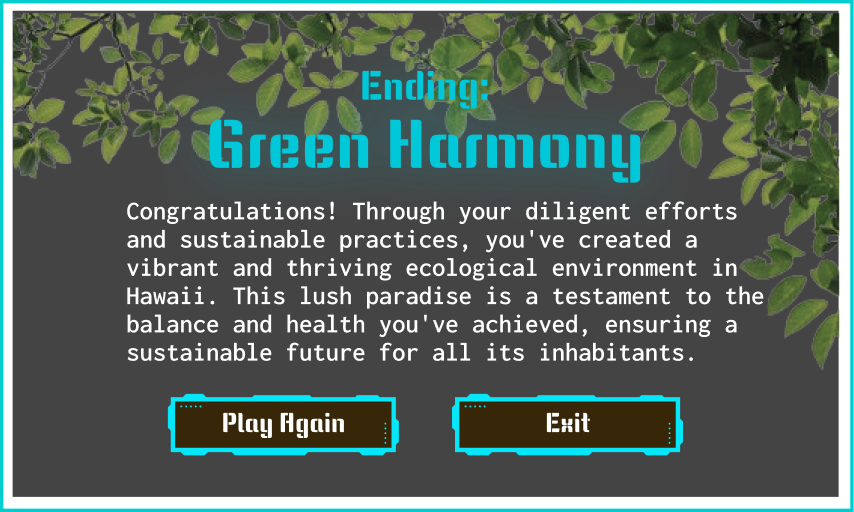 Ending:
Green Harmony
Congratulations! Through your diligent efforts
and sustainable practices, you've created a
vibrant and thriving ecological environment in
Hawaii. This lush paradise is a testament to the
balance and health you've achieved, ensuring a
sustainable future for all its inhabitants.
Play Again
Exit